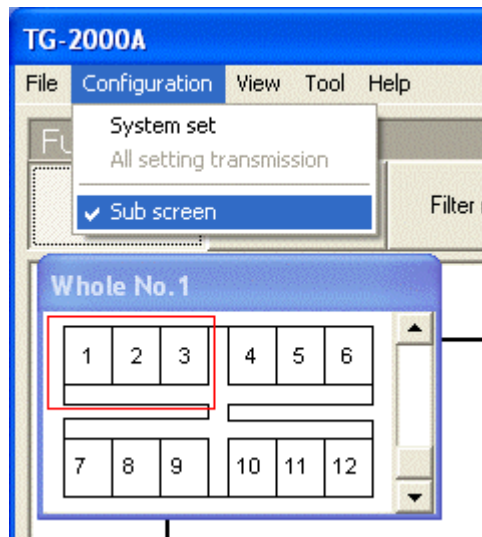 TG-2000A
File Configuration View Tool Help
System set
All setting transmission
Sub screen
Filter
Whole No.1
1 2 3 4 5 6
7 8 9 10 11 12